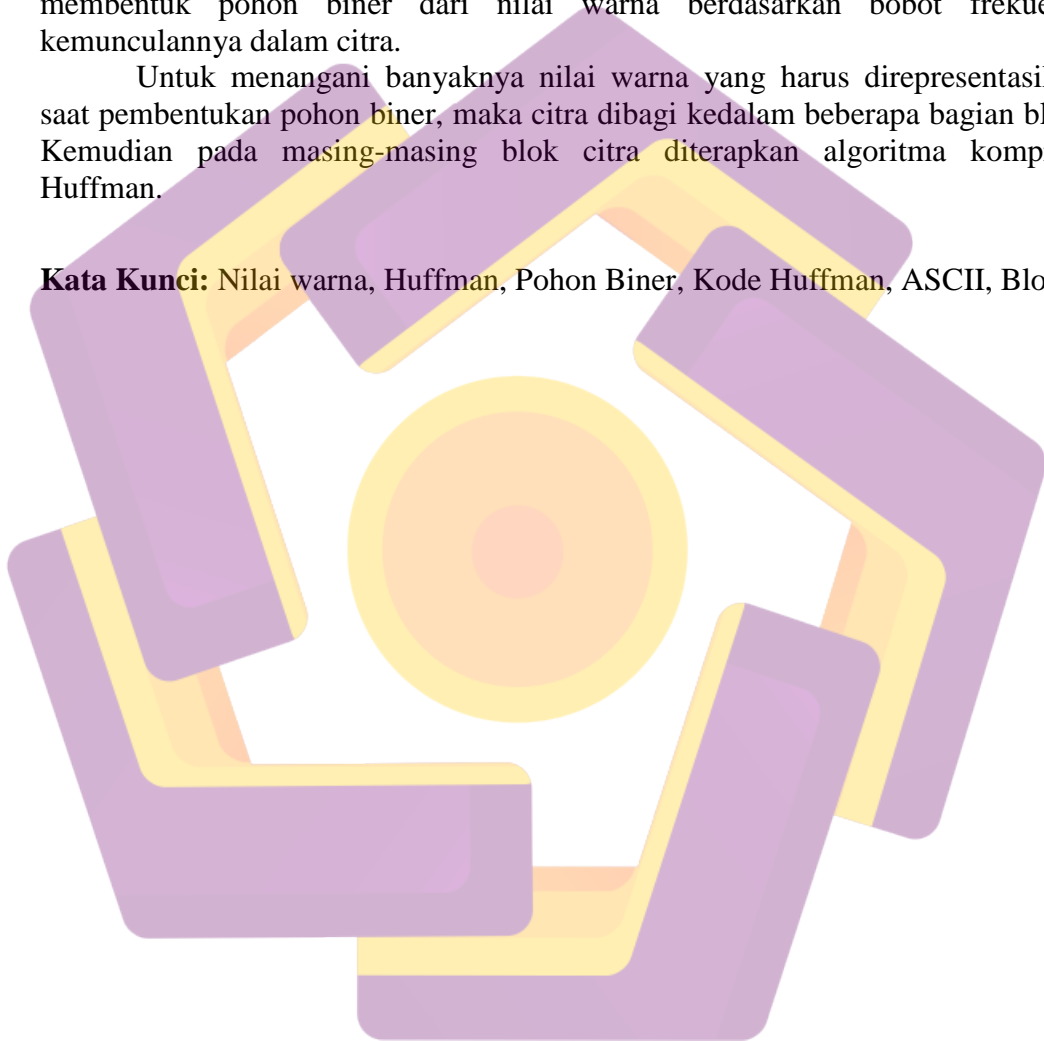 membentuk pohon biner dari nilai warna berdasarkan bobot
kemunculannya dalam citra.
Untuk menangani banyaknya nilai warna yang harus
saat pembentukan pohon biner, maka citra dibagi kedalam beberapa bagian
Kemudian pada masing-masing blok citra diterapkan algoritma
Huffman.
Kata Kunci: Nilai warna, Huffman, Pohon Biner, Kode Huffman, ASCII,